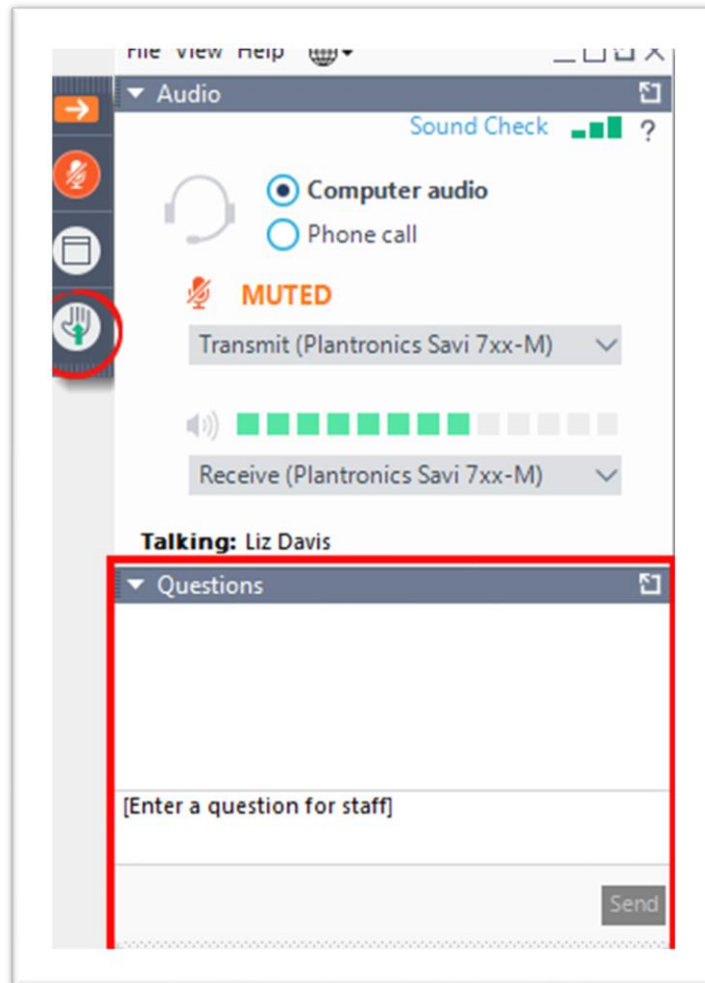 File View Help
Audio
Sound Check ?
Computer audio
Phone call
MUTED
Transmit (Plantronics Savi 7xx-M)
Receive (Plantronics Savi 7xx-M)
Talking: Liz Davis
Questions
[Enter a question for staff]
Send